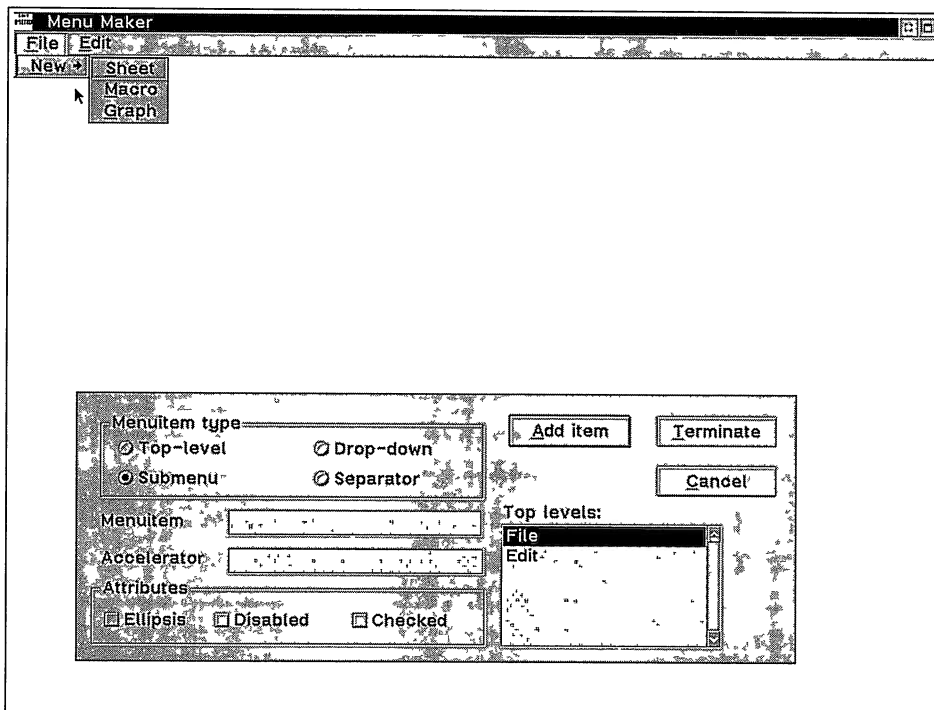 Menu Maker
File Edit
New → Sheet
Macro
Graph
Menuitem type
Top-level Drop-down
Submenu Separator
Add item Terminate
Cancel
Menuitem
Accelerator
Top levels:
File
Edit
Attributes
Ellipsis Disabled Checked